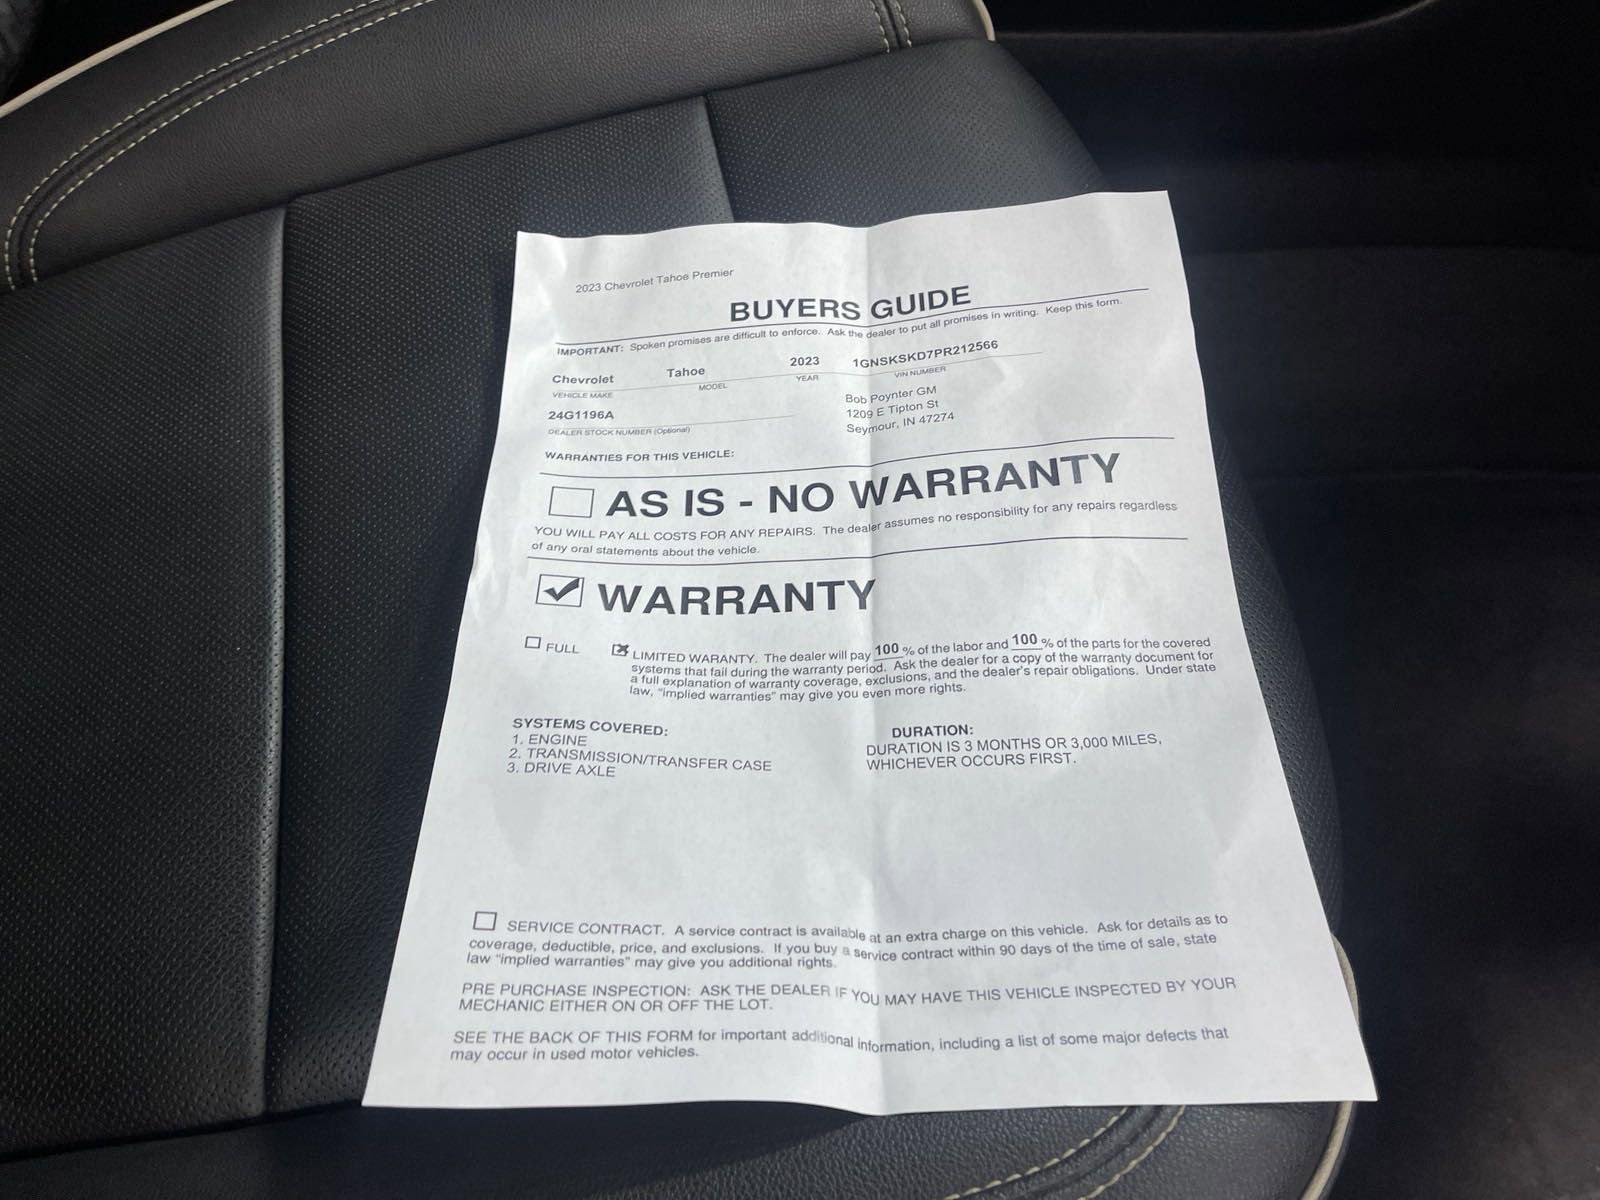 2023 Chevrolet Tahoe Premier
BUYERS GUIDE
IMPORTANT: Spoken promises are difficult to enforce. Ask the dealer to put all promises in writing. Keep this form.
Chevrolet Tahoe 2023 1GNSKSKD7PR212566
VEHICLE MAKE MODEL YEAR VIN NUMBER
24G1196A
DEALER STOCK NUMBER (Optional)
Bob Poynter GM
1209 E Tipton St
Seymour, IN 47274
WARRANTIES FOR THIS VEHICLE:
AS IS - NO WARRANTY
YOU WILL PAY ALL COSTS FOR ANY REPAIRS. The dealer assumes no responsibility for any repairs regardless
of any oral statements about the vehicle.
WARRANTY
FULL
LIMITED WARANTY. The dealer will pay 100 % of the labor and 100 % of the parts for the covered
systems that fail during the warranty period. Ask the dealer for a copy of the warranty document for
a full explanation of warranty coverage, exclusions, and the dealer's repair obligations. Under state
law, "implied warranties" may give you even more rights.
SYSTEMS COVERED:
1. ENGINE
2. TRANSMISSION/TRANSFER CASE
3. DRIVE AXLE
DURATION:
DURATION IS 3 MONTHS OR 3,000 MILES,
WHICHEVER OCCURS FIRST.
SERVICE CONTRACT. A service contract is available at an extra charge on this vehicle. Ask for details as to
coverage, deductible, price, and exclusions. If you buy a service contract within 90 days of the time of sale, state
law "implied warranties" may give you additional rights.
PRE PURCHASE INSPECTION: ASK THE DEALER IF YOU MAY HAVE THIS VEHICLE INSPECTED BY YOUR
MECHANIC EITHER ON OR OFF THE LOT.
SEE THE BACK OF THIS FORM for important additional information, including a list of some major defects that
may occur in used motor vehicles.